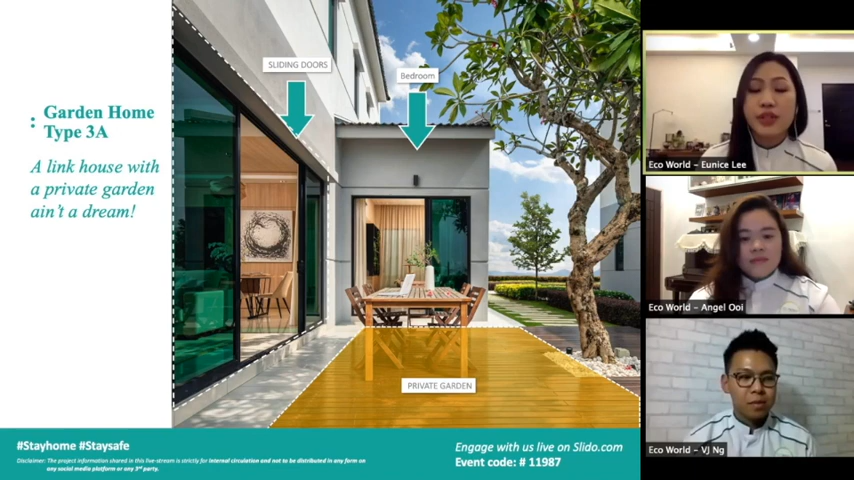 SLIDING DOORS
Bedroom
: Garden Home
Type 3A
A link house with
a private garden
ain't a dream!
PRIVATE GARDEN
#Stayhome #Staysafe
Disclaimer: The project information shared in this live-stream is strictly for internal circulation and not to be distributed in any form on
any social media platform or any 3rd party.
Engage with us live on Slido.com
Event code: # 11987
Eco World – Eunice Lee
Eco World – Angel Ooi
Eco World – VJ Ng